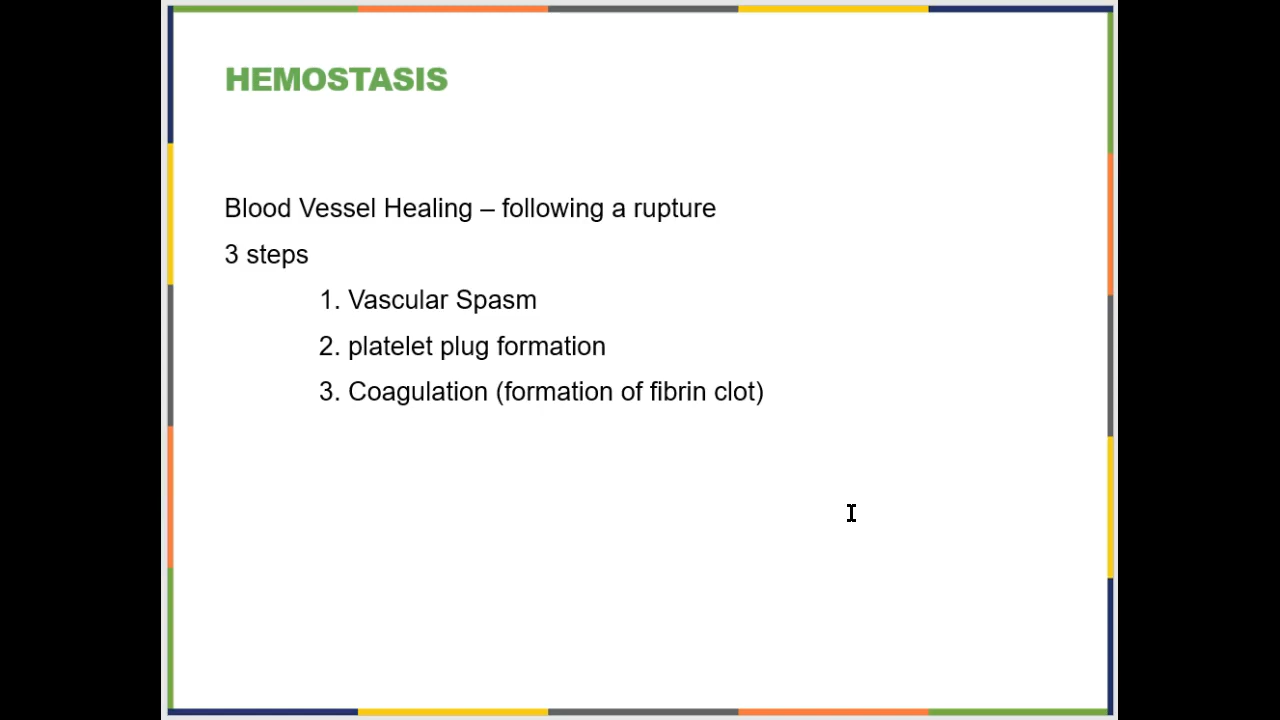 HEMOSTASIS
Blood Vessel Healing – following a rupture
3 steps
1. Vascular Spasm
2. platelet plug formation
3. Coagulation (formation of fibrin clot)